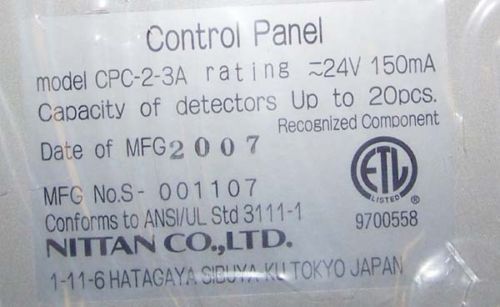 Control Panel
model CPC-2-3A rating ≂24V 150mA
Capacity of detectors Up to 20pcs.
Recognized Component
Date of MFG 2007
ETL
LISTED
MFG No.S- 001107
Conforms to ANSI/UL Std 3111-1
9700558
NITTAN CO.,LTD.
1-11-6 HATAGAYA SIBUYA-KU TOKYO JAPAN